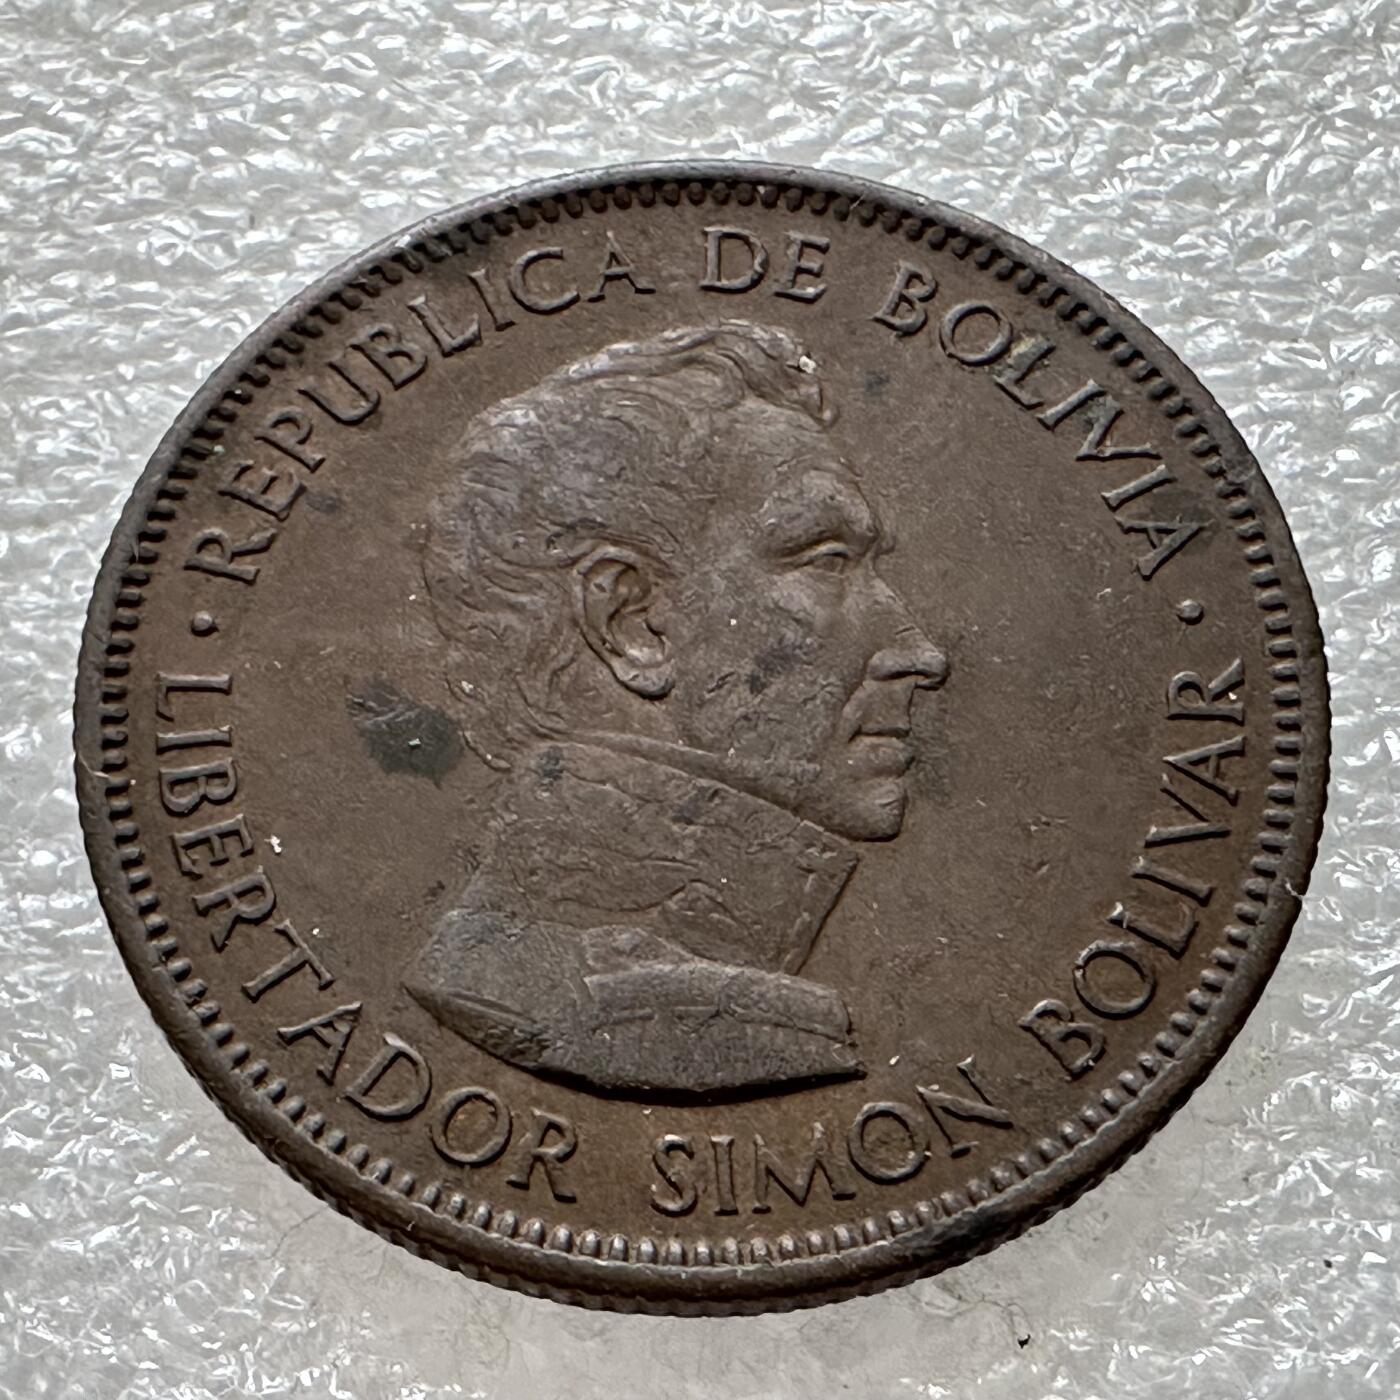 · REPUBLICA DE BOLIVIA ·
LIBERTADOR SIMON BOLIVAR